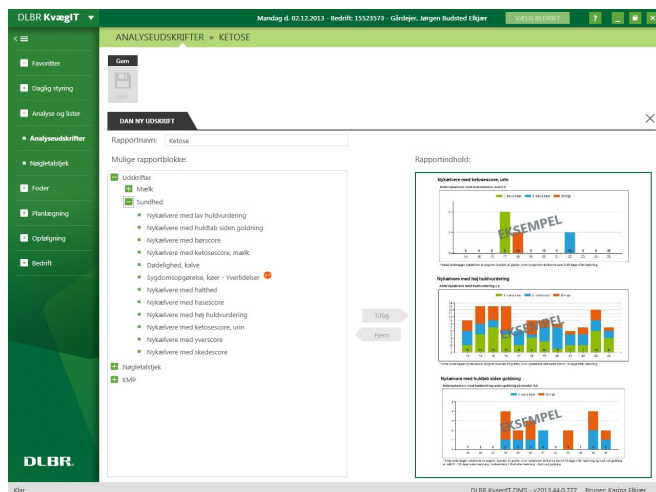 DLBR KvægIT
Mandag d. 02.12.2013 - Bedrift: 15523573 - Gårdejer, Jørgen Budsted Elkjær
VÆLG BEDRIFT
?
ANALYSEUDSKRIFTER » KETOSE
Favoritter
Daglig styring
Analyse og lister
Analyseudskrifter
Nøgletalstjek
Foder
Planlægning
Opfølgning
Bedrift
DLBR
Gem
Gem
DAN NY UDSKRIFT
Rapportnavn: Ketose
Mulige rapportblokke:
Udskrifter
Mælk
Sundhed
Nykælvere med lav huldvurdering
Nykælvere med huldtab siden goldning
Nykælvere med børscore
Nykælvere med ketosescore, mælk
Dødelighed, kalve
Sygdomsopgørelse, køer - Yverlidelser
Nykælvere med halthed
Nykælvere med hasescore
Nykælvere med høj huldvurdering
Nykælvere med ketosescore, urin
Nykælvere med yverscore
Nykælvere med skedescore
Nøgletalstjek
KMP
Tilføj
Fjern
Rapportindhold:
Nykælvere med ketosescore, urin
EKSEMPEL
Nykælvere med høj huldvurdering
EKSEMPEL
Nykælvere med huldtab siden goldning
EKSEMPEL
Klar
DLBR KvægIT DMS - v2013.44.0.777 Bruger: Karina Elkjær